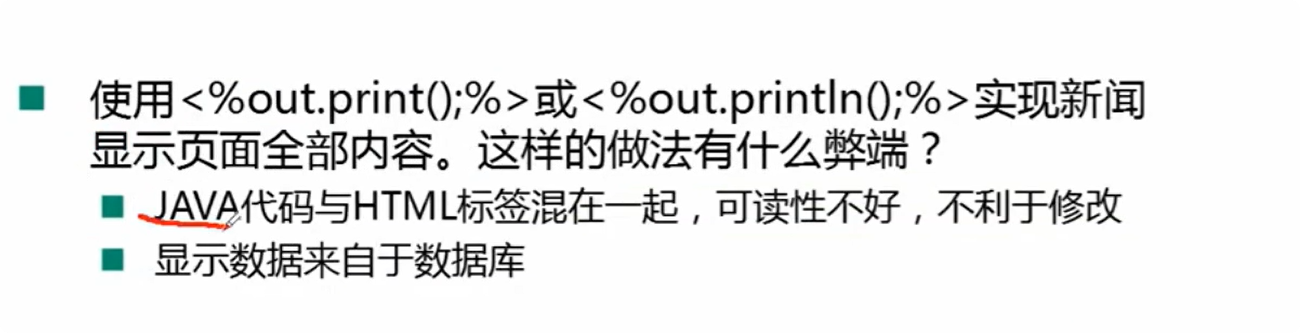 使用<%out.print();%>或<%out.println();%>实现新闻
显示页面全部内容。这样的做法有什么弊端？
JAVA代码与HTML标签混在一起，可读性不好，不利于修改
显示数据来自于数据库